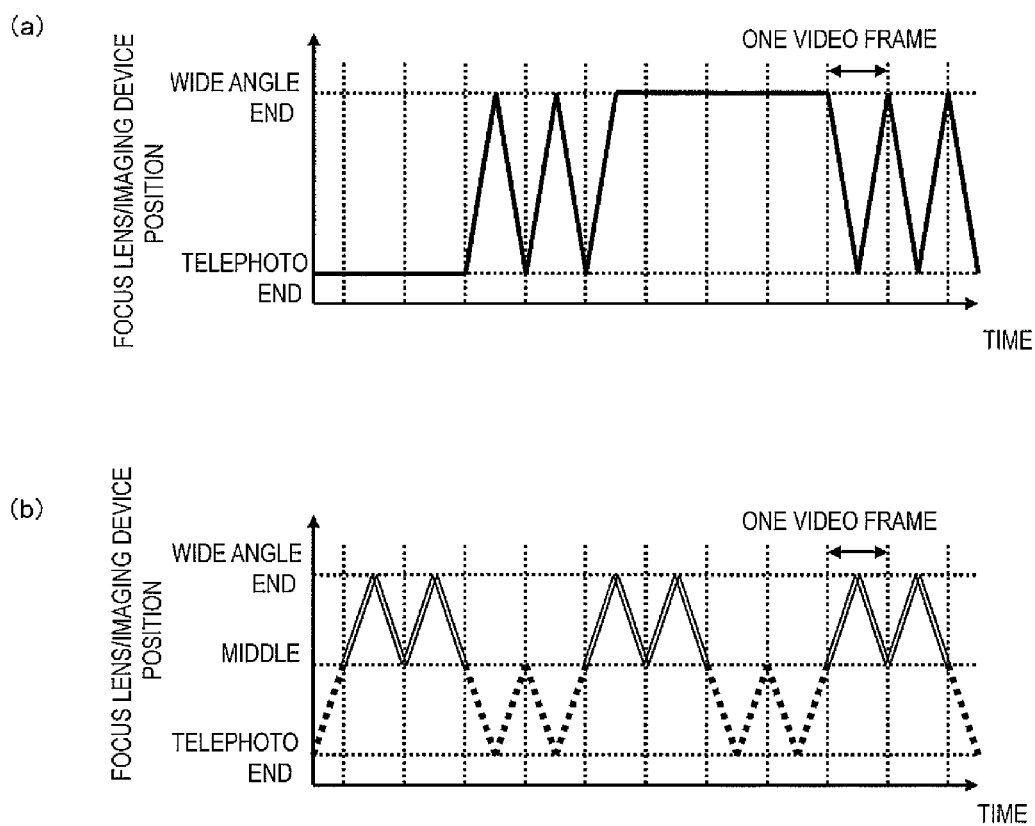 (a)
ONE VIDEO FRAME
WIDE ANGLE
END
FOCUS LENS/IMAGING DEVICE
POSITION
TELEPHOTO
END
TIME
(b)
ONE VIDEO FRAME
WIDE ANGLE
END
FOCUS LENS/IMAGING DEVICE
POSITION
MIDDLE
TELEPHOTO
END
TIME